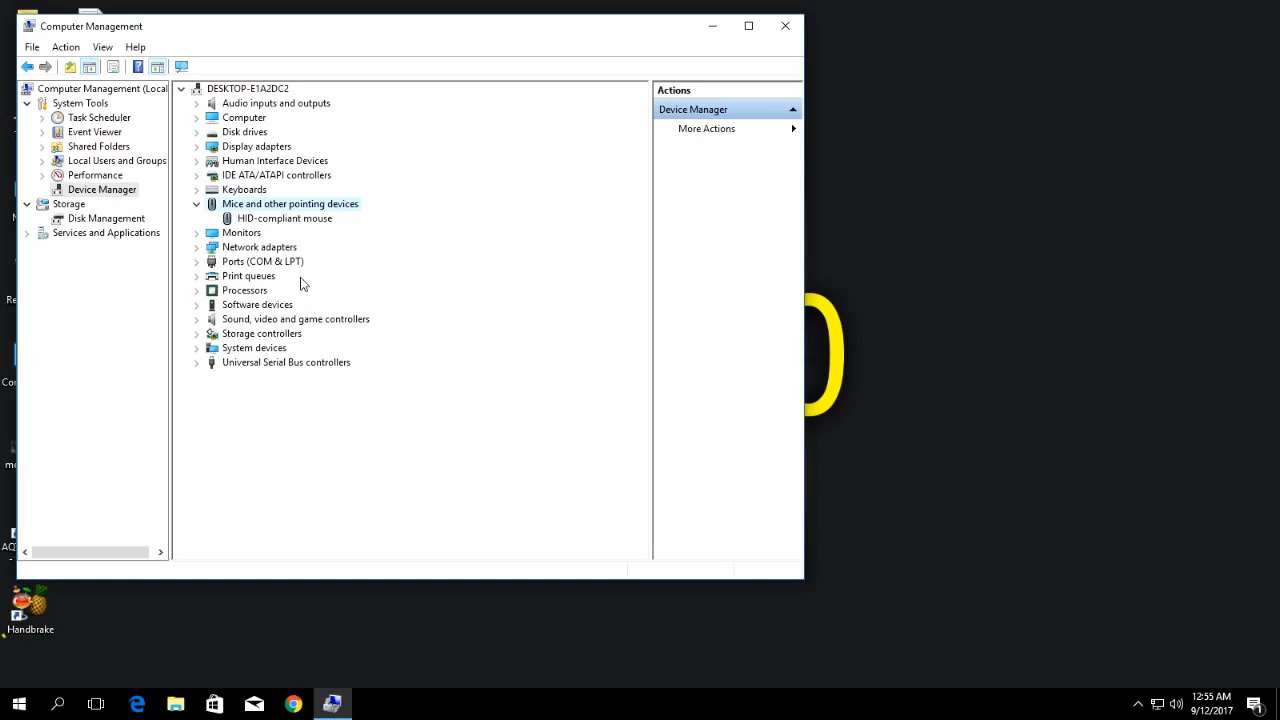 Computer Management
File Action View Help
Computer Management (Local
System Tools
Task Scheduler
Event Viewer
Shared Folders
Local Users and Groups
Performance
Device Manager
Storage
Disk Management
Services and Applications
DESKTOP-E1A2DC2
Audio inputs and outputs
Computer
Disk drives
Display adapters
Human Interface Devices
IDE ATA/ATAPI controllers
Keyboards
Mice and other pointing devices
HID-compliant mouse
Monitors
Network adapters
Ports (COM & LPT)
Print queues
Processors
Software devices
Sound, video and game controllers
Storage controllers
System devices
Universal Serial Bus controllers
Actions
Device Manager
More Actions
Handbrake
12:55 AM
9/12/2017
1